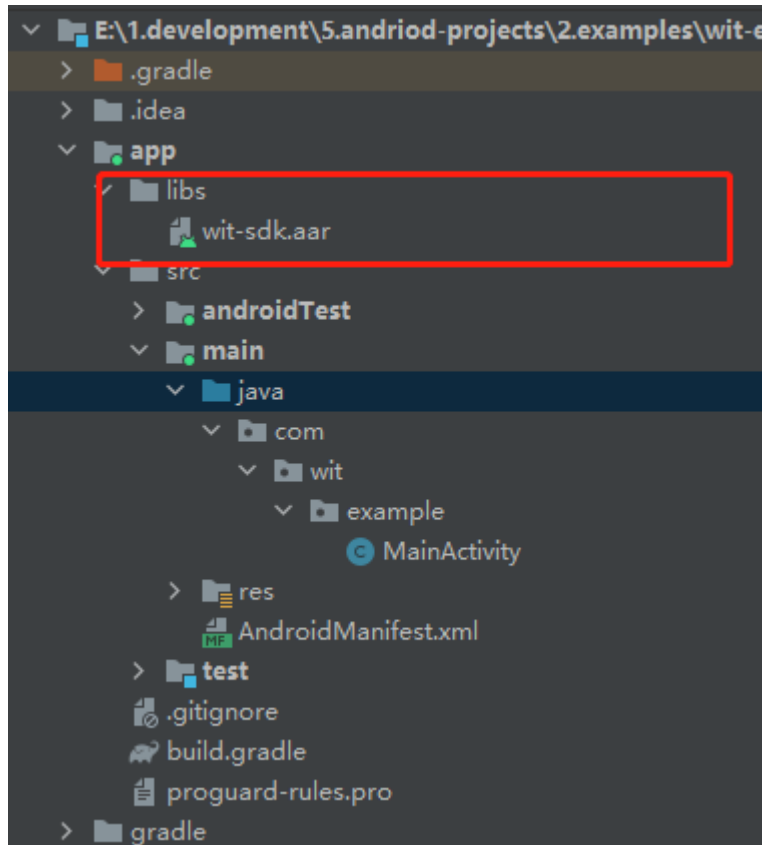 E:\1.development\5.andriod-projects\2.examples\wit-e
.gradle
.idea
app
libs
wit-sdk.aar
src
androidTest
main
java
com
wit
example
C MainActivity
res
MF AndroidManifest.xml
test
.gitignore
build.gradle
proguard-rules.pro
gradle